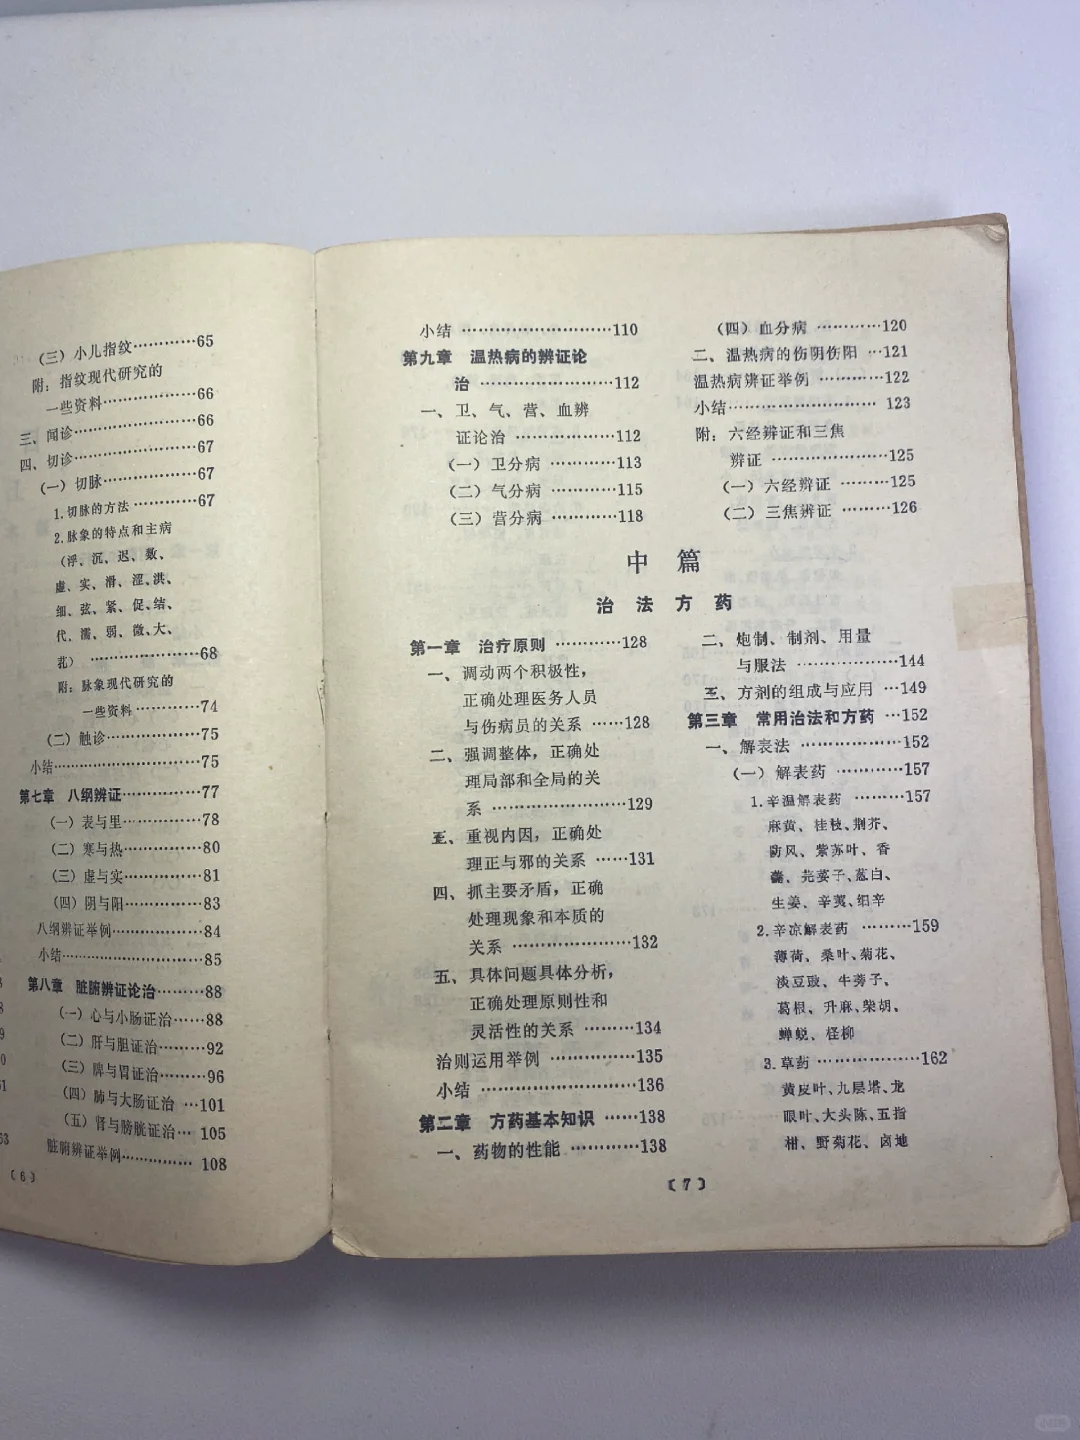 （三）小儿指纹…………65
附：指纹现代研究的
一些资料………………66
三、闻诊…………………66
四、切诊…………………67
（一）切脉………………67
1.切脉的方法…………67
2.脉象的特点和主病
（浮、沉、迟、数、
虚、实、滑、涩、洪、
细、弦、紧、促、结、
代、濡、弱、微、大、
芤）…………………68
附：脉象现代研究的
一些资料…………74
（二）触诊………………75
小结………………………75
第七章 八纲辨证……………77
（一）表与里……………78
（二）寒与热……………80
（三）虚与实……………81
（四）阴与阳……………83
八纲辨证举例……………84
小结………………………85
第八章 脏腑辨证论治………88
（一）心与小肠证治……88
（二）肝与胆证治………92
（三）脾与胃证治………96
（四）肺与大肠证治…101
（五）肾与膀胱证治…105
脏腑辨证举例……………108
〔6〕
小结………………………110
第九章 温热病的辨证论
治……………………112
一、卫、气、营、血辨
证论治………………112
（一）卫分病…………113
（二）气分病…………115
（三）营分病…………118
（四）血分病…………120
二、温热病的伤阴伤阳…121
温热病辨证举例…………122
小结………………………123
附：六经辨证和三焦
辨证…………………125
（一）六经辨证………125
（二）三焦辨证………126
中篇
治法方药
第一章 治疗原则…………128
一、调动两个积极性，
正确处理医务人员
与伤病员的关系……128
二、强调整体，正确处
理局部和全局的关
系……………………129
三、重视内因，正确处
理正与邪的关系……131
四、抓主要矛盾，正确
处理现象和本质的
关系…………………132
五、具体问题具体分析，
正确处理原则性和
灵活性的关系………134
治则运用举例……………135
小结………………………136
第二章 方药基本知识……138
一、药物的性能…………138
二、炮制、制剂、用量
与服法………………144
三、方剂的组成与应用…149
第三章 常用治法和方药…152
一、解表法………………152
（一）解表药…………157
1.辛温解表药………157
麻黄、桂枝、荆芥、
防风、紫苏叶、香
薷、芫荽子、葱白、
生姜、辛夷、细辛
2.辛凉解表药………159
薄荷、桑叶、菊花、
淡豆豉、牛蒡子、
葛根、升麻、柴胡、
蝉蜕、柽柳
3.草药………………162
黄皮叶、九层塔、龙
眼叶、大头陈、五指
柑、野菊花、卤地
〔7〕